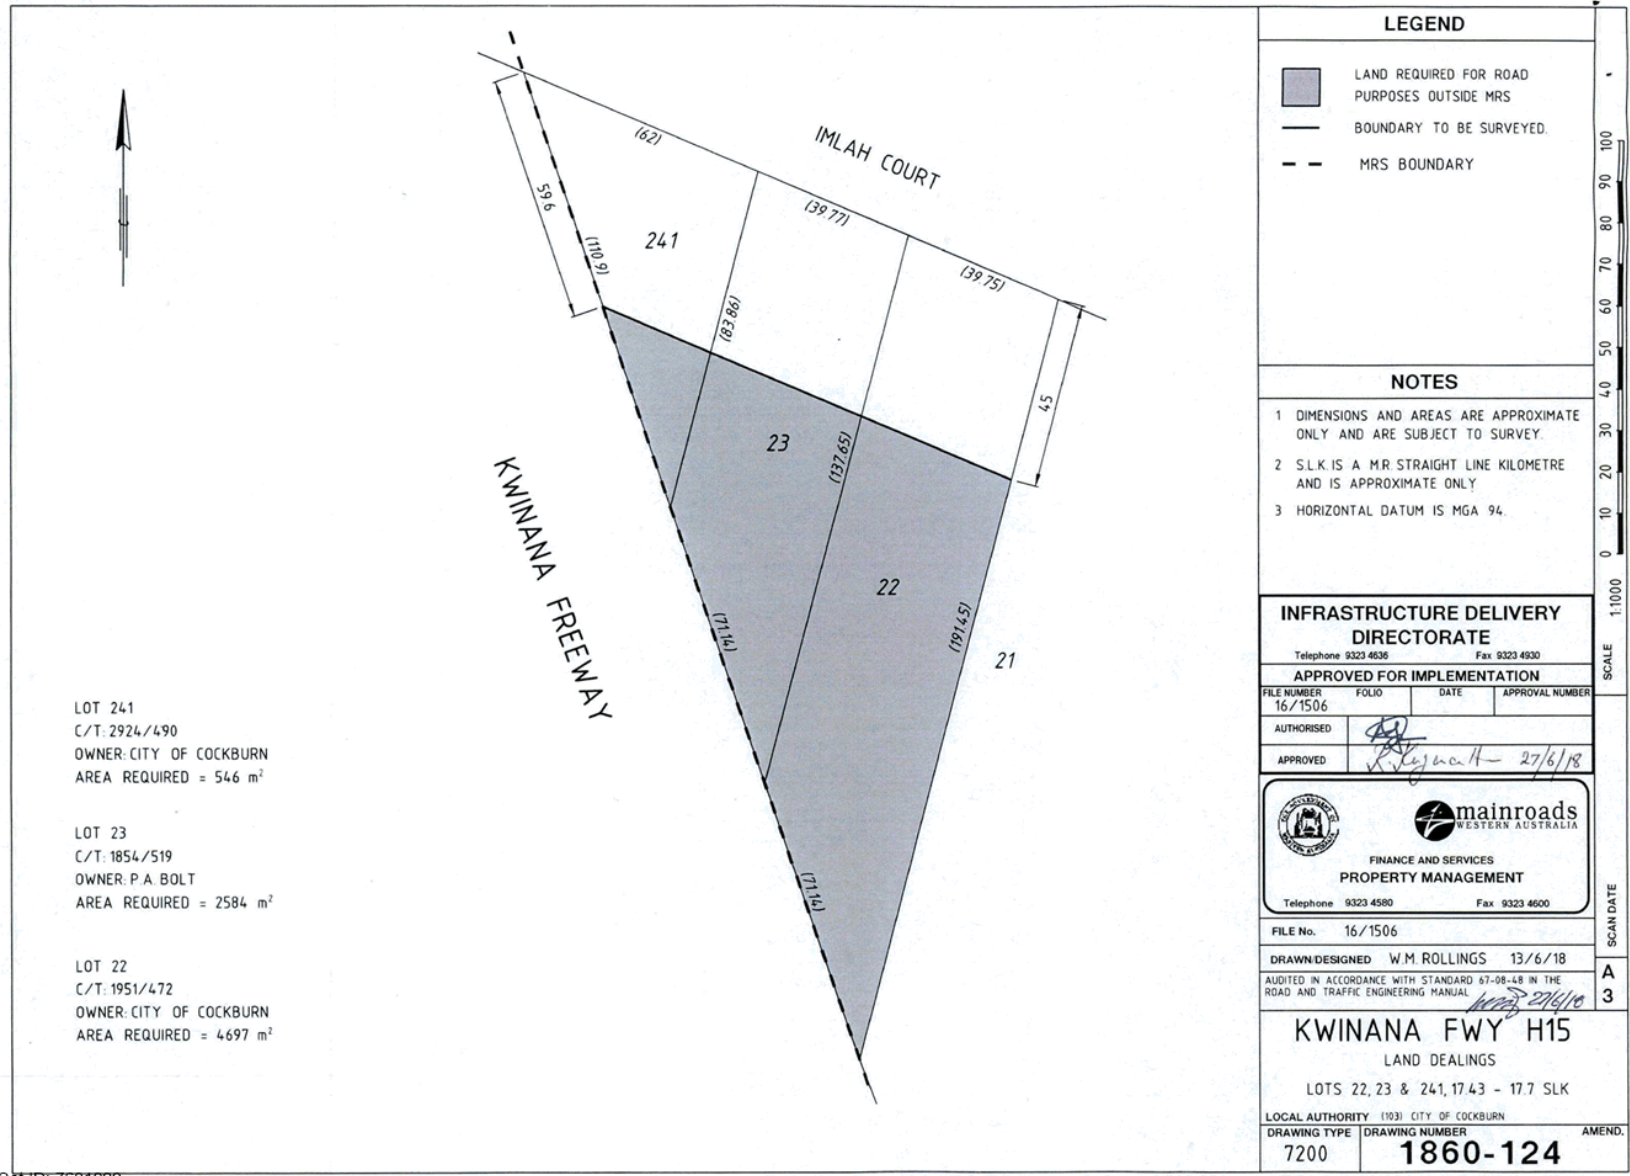 (62)
IMLAH COURT
59.6
(110.9)
241
(39.77)
(39.75)
(83.86)
45
23
(137.65)
22
KWINANA FREEWAY
(71.14)
(191.45)
21
(71.14)
LOT 241
C/T: 2924/490
OWNER: CITY OF COCKBURN
AREA REQUIRED = 546 m²
LOT 23
C/T: 1854/519
OWNER: P.A. BOLT
AREA REQUIRED = 2584 m²
LOT 22
C/T: 1951/472
OWNER: CITY OF COCKBURN
AREA REQUIRED = 4697 m²
LEGEND
LAND REQUIRED FOR ROAD
PURPOSES OUTSIDE MRS
BOUNDARY TO BE SURVEYED.
MRS BOUNDARY
NOTES
1 DIMENSIONS AND AREAS ARE APPROXIMATE
ONLY AND ARE SUBJECT TO SURVEY.
2 S.L.K. IS A M.R. STRAIGHT LINE KILOMETRE
AND IS APPROXIMATE ONLY
3 HORIZONTAL DATUM IS MGA 94.
INFRASTRUCTURE DELIVERY
DIRECTORATE
Telephone 9323 4636 Fax 9323 4930
APPROVED FOR IMPLEMENTATION
FILE NUMBER FOLIO DATE APPROVAL NUMBER
16/1506
AUTHORISED
APPROVED 27/6/18
mainroads
WESTERN AUSTRALIA
FINANCE AND SERVICES
PROPERTY MANAGEMENT
Telephone 9323 4580 Fax 9323 4600
FILE No. 16/1506
DRAWN/DESIGNED W.M. ROLLINGS 13/6/18
AUDITED IN ACCORDANCE WITH STANDARD 67-08-48 IN THE
ROAD AND TRAFFIC ENGINEERING MANUAL
KWINANA FWY H15
LAND DEALINGS
LOTS 22, 23 & 241, 17.43 - 17.7 SLK
LOCAL AUTHORITY (103) CITY OF COCKBURN
DRAWING TYPE DRAWING NUMBER AMEND.
7200 1860-124
100
90
80
70
60
50
40
30
20
10
0
SCALE 1:1000
SCAN DATE
A
3